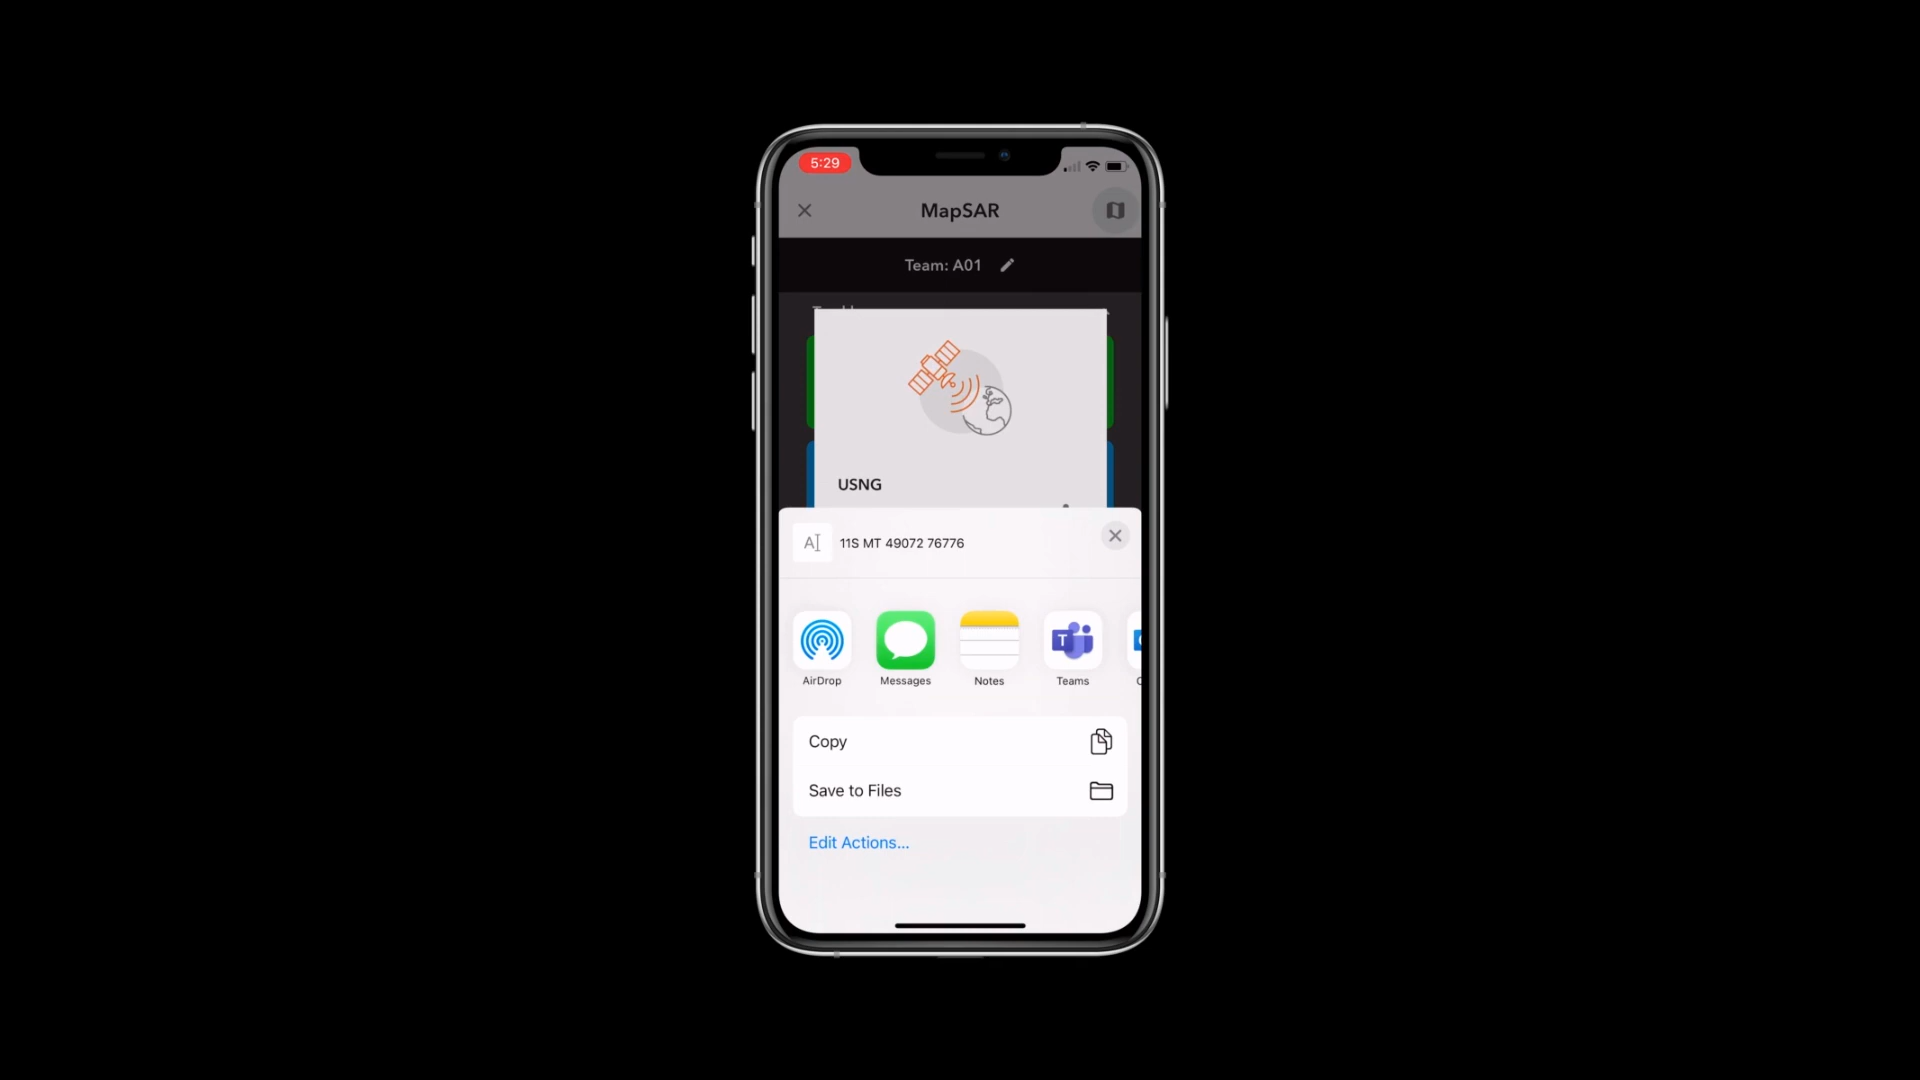 5:29
MapSAR
Team: A01
USNG
AI
11S MT 49072 76776
T
AirDrop
Messages
Notes
Teams
Copy
Save to Files
Edit Actions...